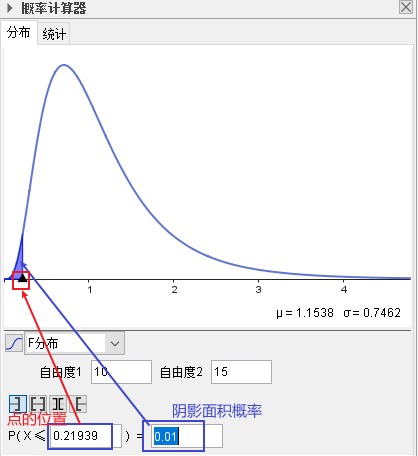 概率计算器
分布 统计
1 2 3 4
μ = 1.1538 σ = 0.7462
F分布
自由度1 10 自由度2 15
点的位置 阴影面积概率
P( X ≤ 0.21939 ) = 0.01